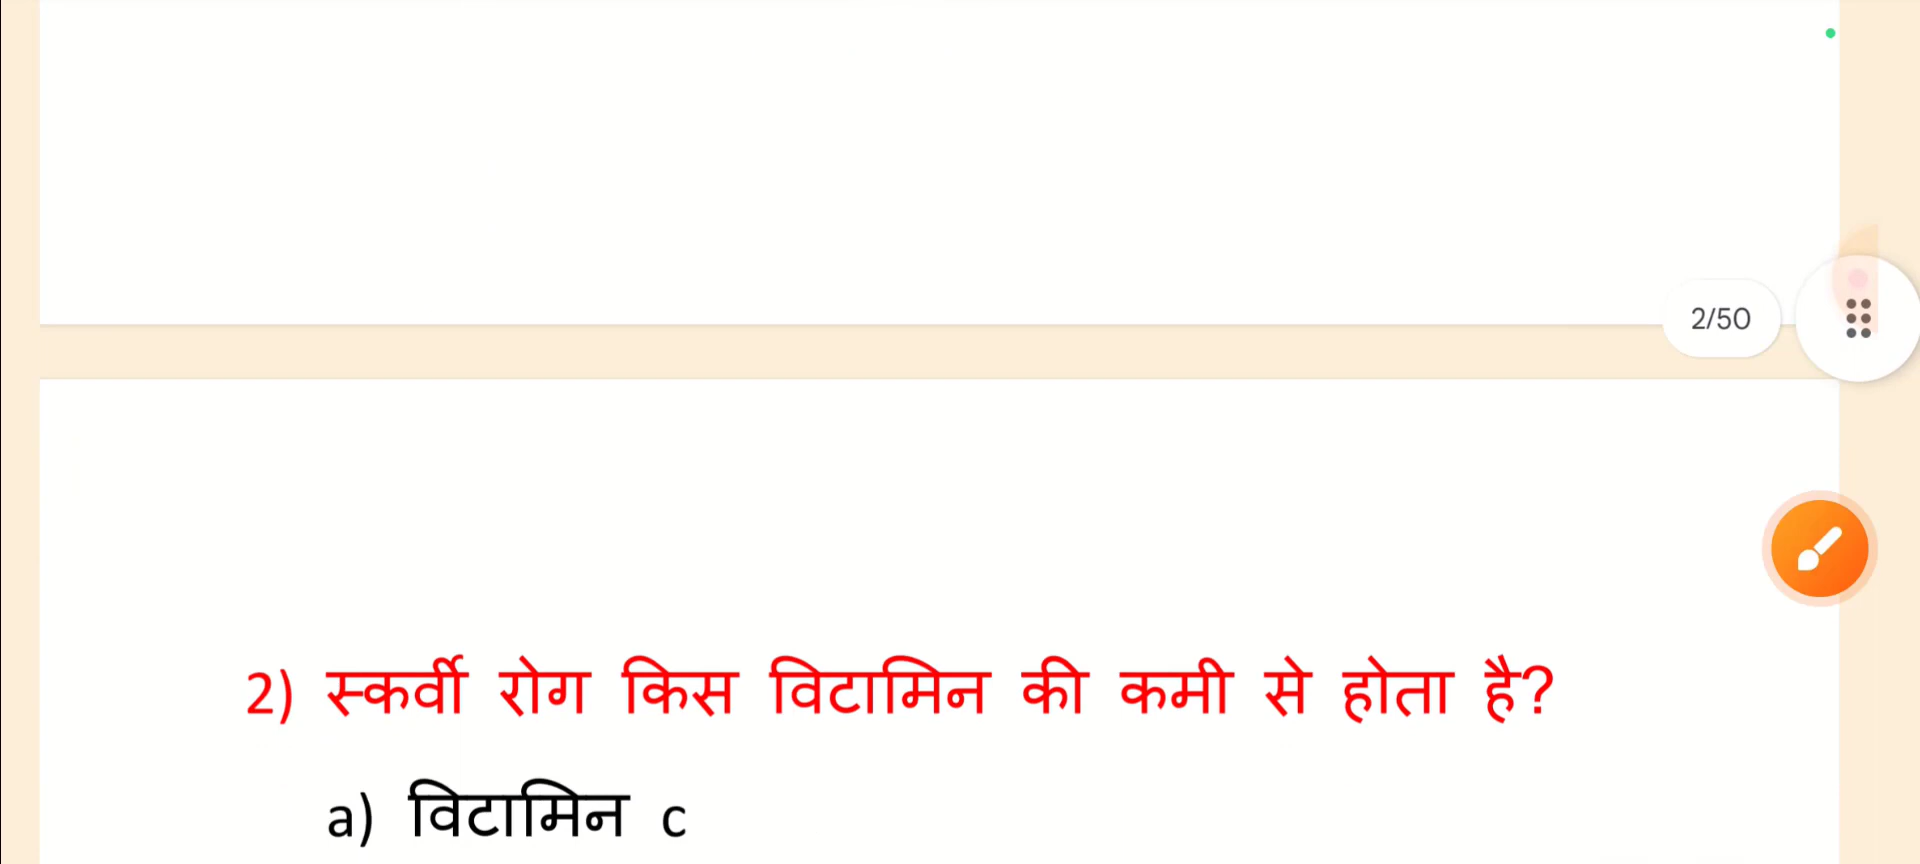 2/50
2) स्कर्वी रोग किस विटामिन की कमी से होता है?
a) विटामिन c